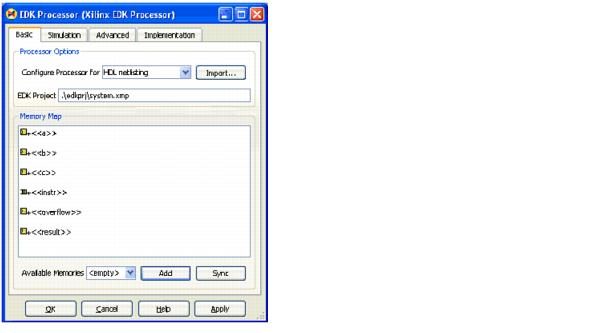 EDK Processor (Xilinx EDK Processor)
Basic Simulation Advanced Implementation
Processor Options
Configure Processor for HDL netlisting Import...
EDK Project .\edkprj\system.xmp
Memory Map
<<a>>
<<b>>
<<c>>
<<instr>>
<<overflow>>
<<result>>
Available Memories <empty> Add Sync
OK Cancel Help Apply